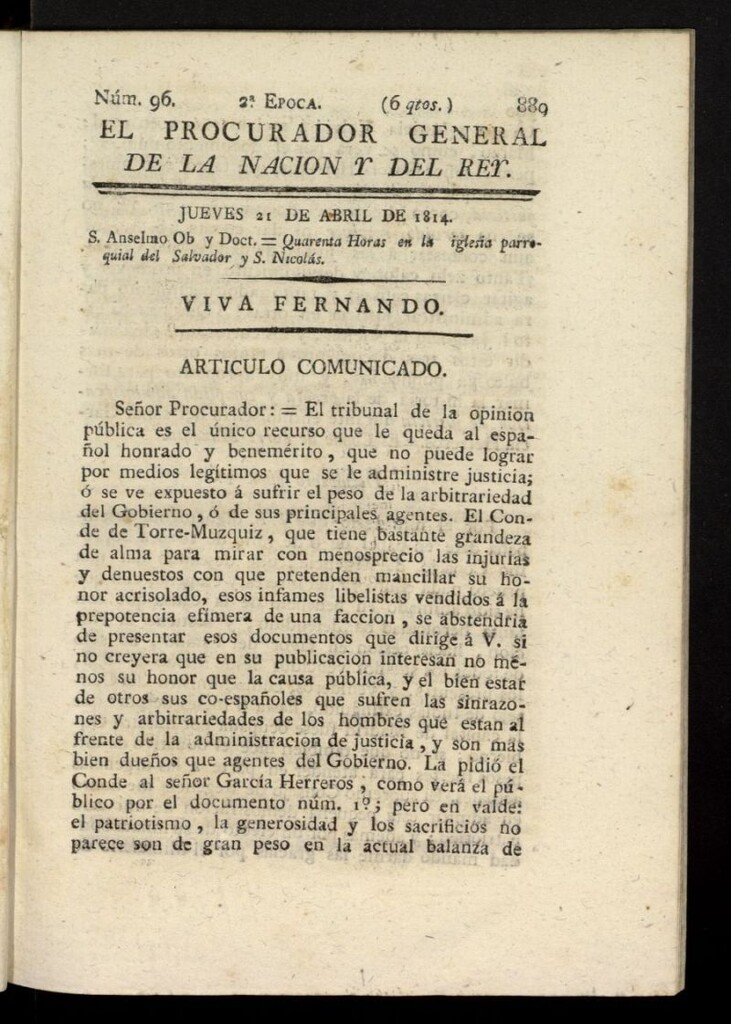 Núm. 96. 2ª EPOCA. (6 qtos.) 889
EL PROCURADOR GENERAL
DE LA NACION Y DEL REY.
JUEVES 21 DE ABRIL DE 1814.
S. Anselmo Ob y Doct. = Quarenta Horas en la iglesia parro-
quial del Salvador y S. Nicolás.
VIVA FERNANDO.
ARTICULO COMUNICADO.
Señor Procurador: = El tribunal de la opinion
pública es el único recurso que le queda al espa-
ñol honrado y benemérito, que no puede lograr
por medios legítimos que se le administre justicia;
ó se ve expuesto á sufrir el peso de la arbitrariedad
del Gobierno, ó de sus principales agentes. El Con-
de de Torre-Muzquiz, que tiene bastante grandeza
de alma para mirar con menosprecio las injurias
y denuestos con que pretenden mancillar su ho-
nor acrisolado, esos infames libelistas vendidos á la
prepotencia efímera de una faccion, se abstendria
de presentar esos documentos que dirige á V. si
no creyera que en su publicacion interesan no mé-
nos su honor que la causa pública, y el bien estar
de otros sus co-españoles que sufren las sinrazo-
nes y arbitrariedades de los hombres que estan al
frente de la administracion de justicia, y son mas
bien dueños que agentes del Gobierno. La pidió el
Conde al señor García Herreros, como verá el pú-
blico por el documento núm. 1º; pero en valde:
el patriotismo, la generosidad y los sacrificios no
parece son de gran peso en la actual balanza de